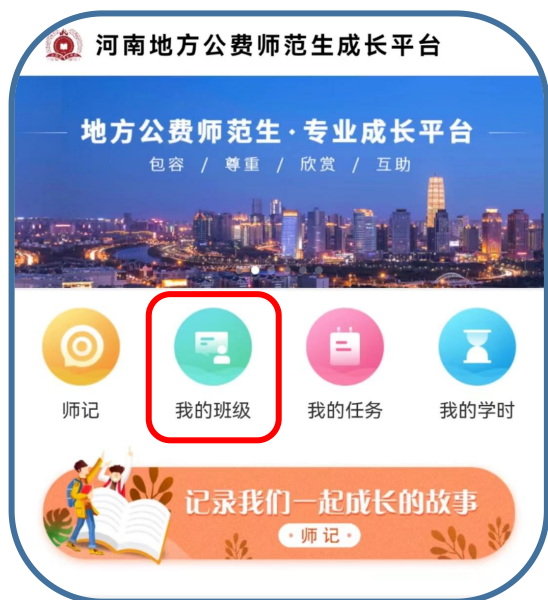 河南地方公费师范生成长平台
地方公费师范生·专业成长平台
包容 / 尊重 / 欣赏 / 互助
师记
我的班级
我的任务
我的学时
记录我们一起成长的故事
·师记·